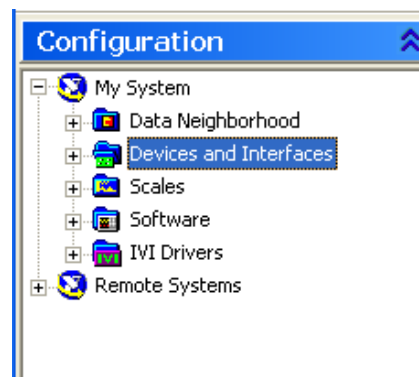 Configuration
My System
Data Neighborhood
Devices and Interfaces
Scales
Software
IVI Drivers
Remote Systems